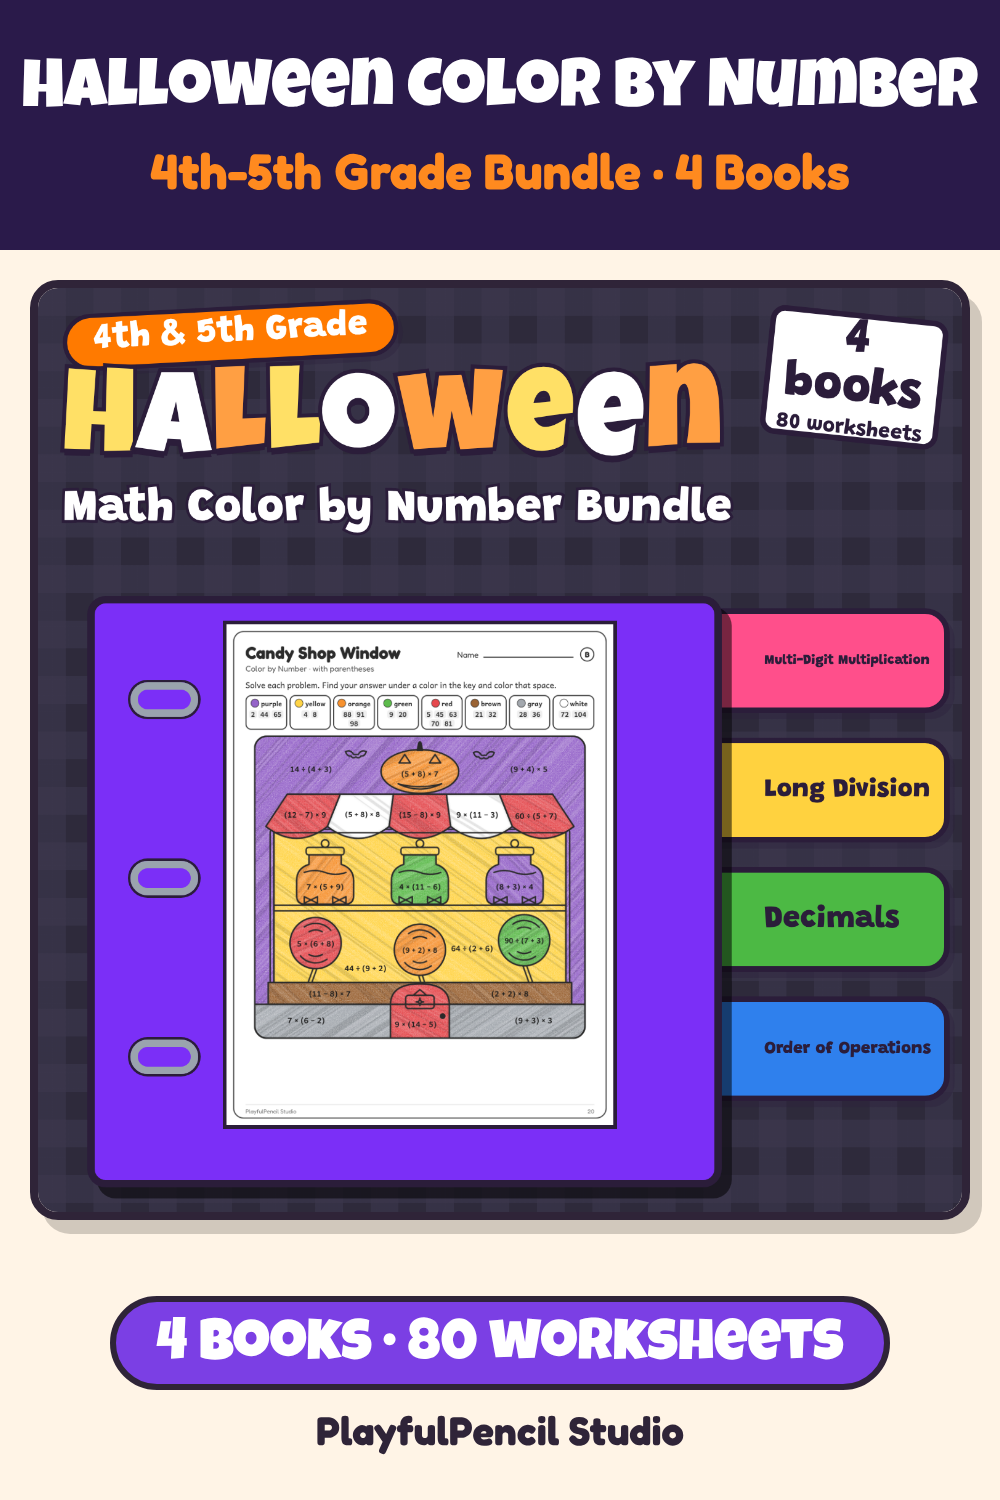 HALLOWEEN COLOR BY NUMBER
4th-5th Grade Bundle · 4 Books
4th & 5th Grade
HALLOWEEN
Math Color by Number Bundle
4
books
80 worksheets
Candy Shop Window
Name
B
Color by Number · with parentheses
Solve each problem. Find your answer under a color in the key and color that space.
purple yellow orange green red brown gray white
2 44 65 4 8 88 91 9 20 5 45 63 21 32 28 36 72 104
98 70 81
14 ÷ (4 + 3) (5 + 8) × 7 (9 + 4) × 5
(12 − 7) × 9 (5 + 8) × 8 (15 − 8) × 9 9 × (11 − 3) 60 ÷ (5 + 7)
7 × (5 + 9) 4 × (11 − 6) (8 + 3) × 4
5 × (6 + 8) (9 + 2) × 8 64 ÷ (2 + 6) 90 ÷ (7 + 3)
44 ÷ (9 + 2)
(11 − 8) × 7 (2 + 2) × 8
7 × (6 − 2) 9 × (14 − 5) (9 + 3) × 3
PlayfulPencil Studio 20
Multi-Digit Multiplication
Long Division
Decimals
Order of Operations
4 BOOKS · 80 WORKSHEETS
PlayfulPencil Studio